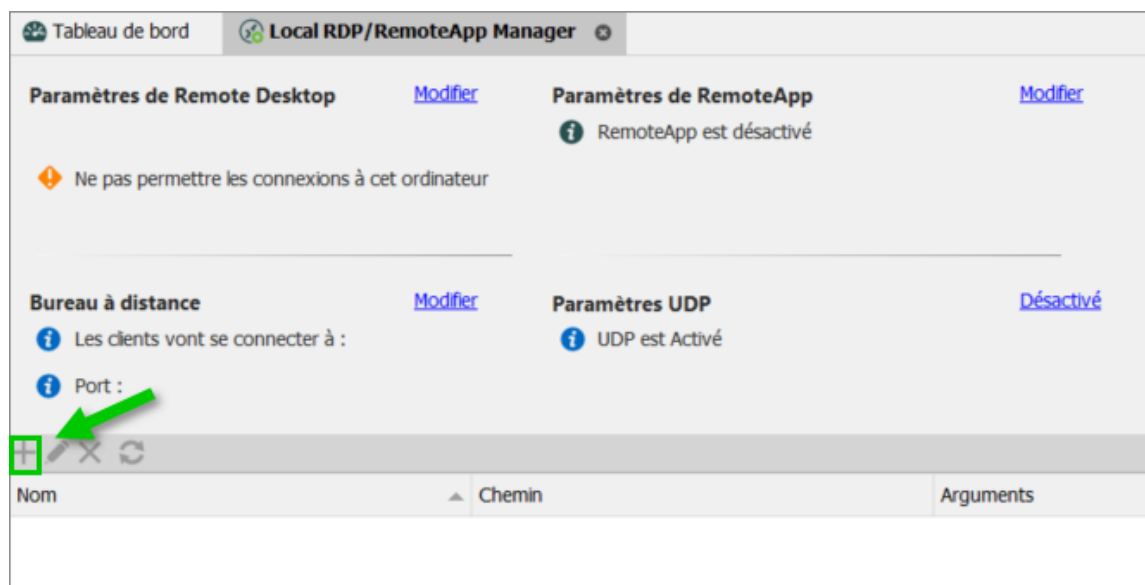 Tableau de bord
Local RDP/RemoteApp Manager
Paramètres de Remote Desktop
Modifier
Ne pas permettre les connexions à cet ordinateur
Paramètres de RemoteApp
Modifier
RemoteApp est désactivé
Bureau à distance
Modifier
Les clients vont se connecter à :
Port :
Paramètres UDP
Désactivé
UDP est Activé
Nom
Chemin
Arguments